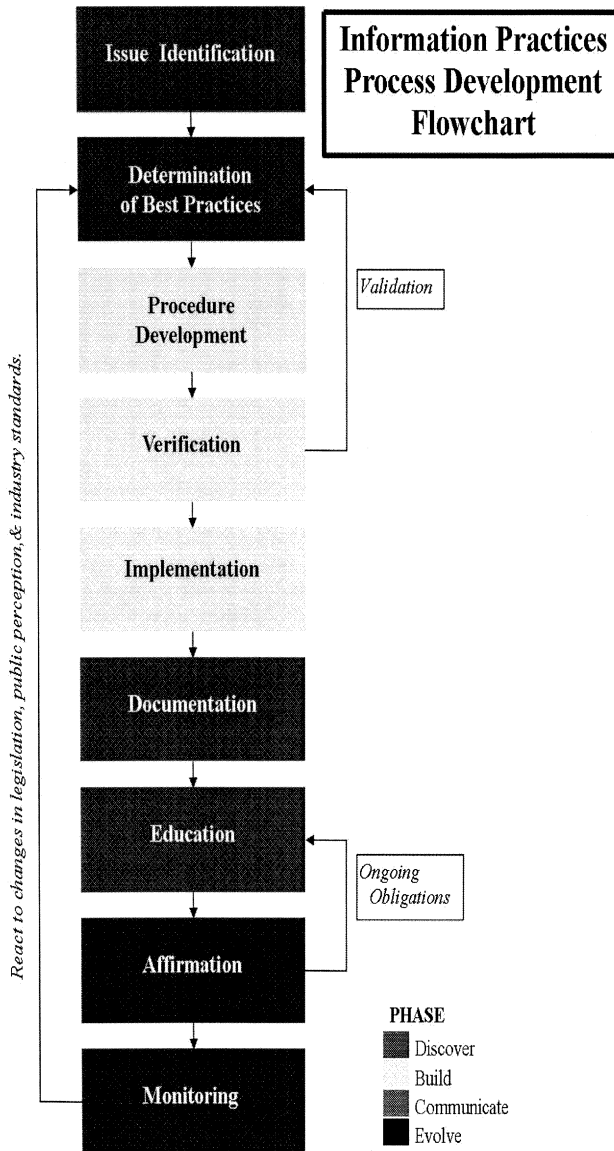 Information Practices
Process Development
Flowchart
Issue Identification
Determination
of Best Practices
Validation
Procedure
Development
Verification
Implementation
Documentation
Education
Ongoing
Obligations
Affirmation
Monitoring
React to changes in legislation, public perception,& industry standards.
PHASE
Discover
Build
Communicate
Evolve